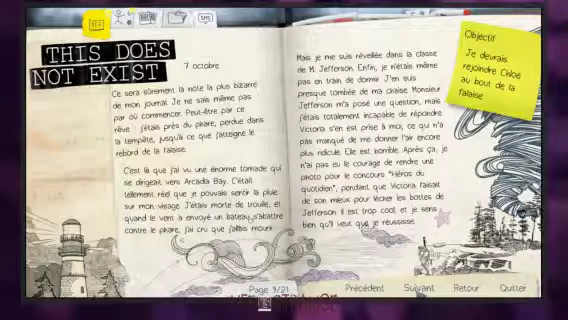 SMS
THIS DOES
NOT EXIST
7 octobre
Ce sera sûrement la note la plus bizarre
de mon journal. Je ne sais même pas
par où commencer. Peut-être par ce
rêve : j'étais près du phare, perdue dans
la tempête, jusqu'à ce que j'atteigne le
rebord de la falaise.
C'est là que j'ai vu une énorme tornade qui
se dirigeait vers Arcadia Bay. C'était
tellement réel que je pouvais sentir la pluie
sur mon visage. J'étais morte de trouille, et
quand le vent a envoyé un bateau s'abattre
contre le phare, j'ai cru que j'allais mourir.
Mais je me suis réveillée dans la classe
de M. Jefferson. Enfin, je n'étais même
pas en train de dormir. J'en suis
presque tombée de ma chaise. Monsieur
Jefferson m'a posé une question, mais
j'étais totalement incapable de répondre.
Victoria s'en est prise à moi, ce qui n'a
pas manqué de me donner l'air encore
plus ridicule. Elle est horrible. Après ça, je
n'ai pas eu le courage de rendre une
photo pour le concours "Héros du
quotidien", pendant que Victoria faisait
de son mieux pour lécher les bottes de
Jefferson. Il est trop cool, et je sens
bien qu'il veut que je réussisse.
Objectif
Je devrais
rejoindre Chloé
au bout de la
falaise
Page 3/21
Précédent
Suivant
Retour
Quitter